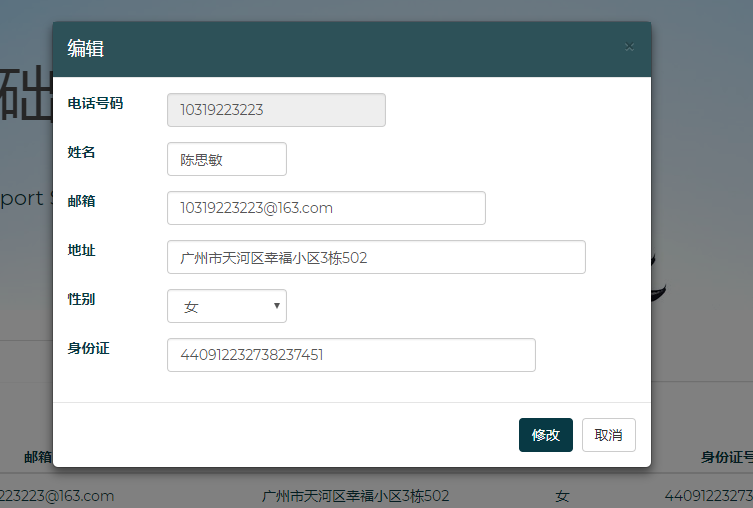 编辑
×
础
port S
电话号码
10319223223
姓名
陈思敏
邮箱
10319223223@163.com
地址
广州市天河区幸福小区3栋502
性别
女
身份证
440912232738237451
修改
取消
邮箱
身份证号
223223@163.com
广州市天河区幸福小区3栋502
女
44091223273